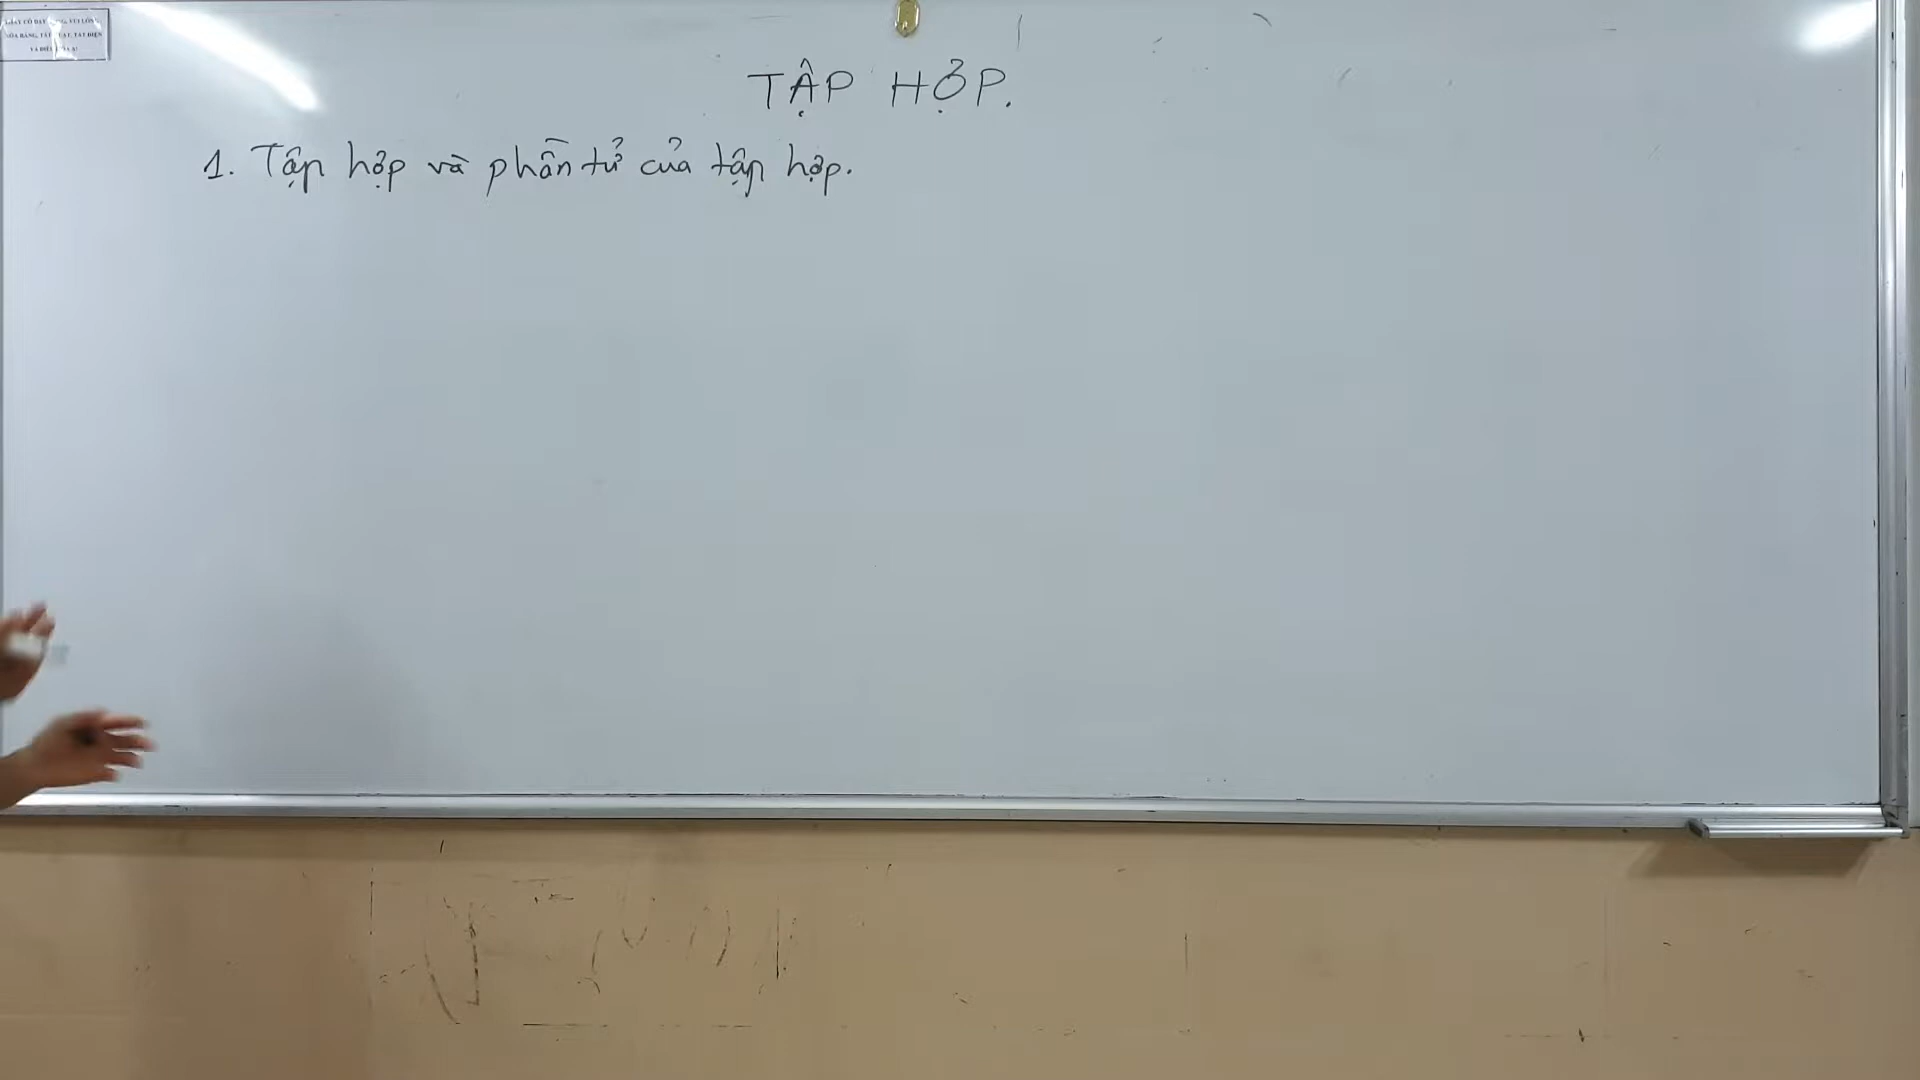 TẬP HỢP.
1. Tập hợp và phần tử của tập hợp.